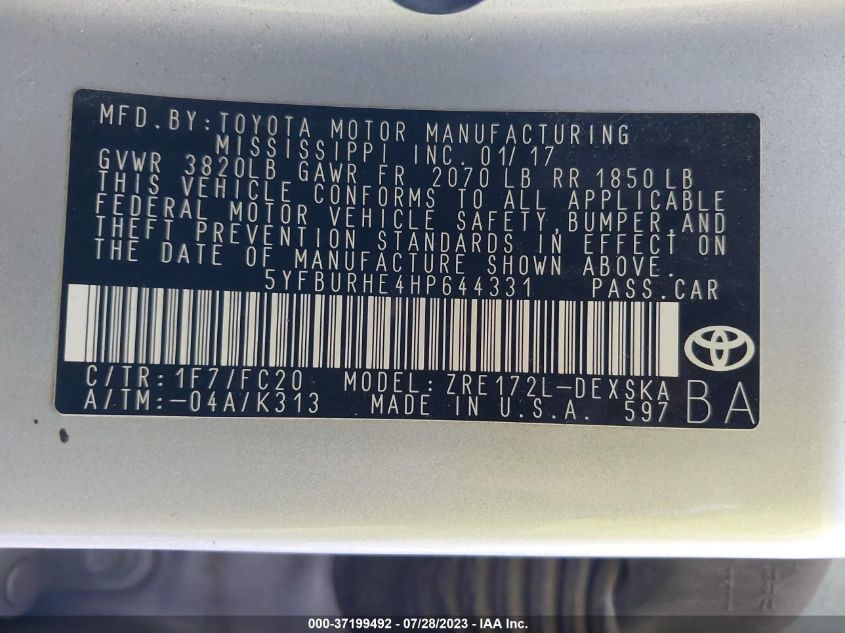 MFD.BY:TOYOTA MOTOR MANUFACTURING
MISSISSIPPI INC. 01/17
GVWR 3820LB GAWR FR 2070 LB RR 1850LB
THIS VEHICLE CONFORMS TO ALL APPLICABLE
FEDERAL MOTOR VEHICLE SAFETY,BUMPER,AND
THEFT PREVENTION STANDARDS IN EFFECT ON
THE DATE OF MANUFACTURE SHOWN ABOVE.
5YFBURHE4HP644331 PASS.CAR
C/TR:1F7/FC20 MODEL:ZRE172L-DEXSKA
A/TM:-04A/K313 MADE IN U.S.A. 597
BA
000-37199492 / 07/28/2023 - IAA Inc.